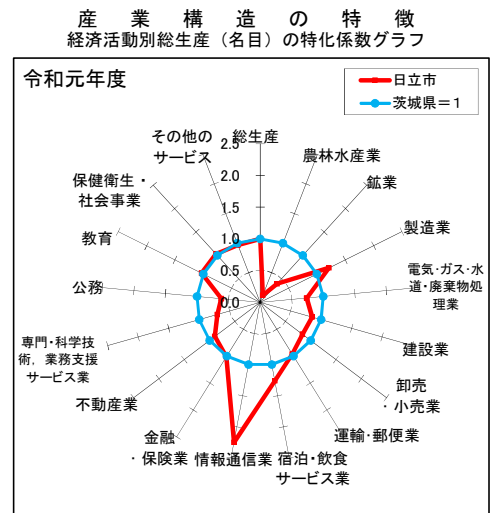 産業構造の特徴
経済活動別総生産（名目）の特化係数グラフ
令和元年度
日立市
茨城県＝１
総生産
農林水産業
鉱業
製造業
電気･ガス･水
道･廃棄物処
理業
建設業
卸売
・小売業
運輸･郵便業
宿泊･飲食
サービス業
情報通信業
金融
・保険業
不動産業
専門・科学技
術，業務支援
サービス業
公務
教育
保健衛生・
社会事業
その他の
サービス
2.5
2.0
1.5
1.0
0.5
0.0